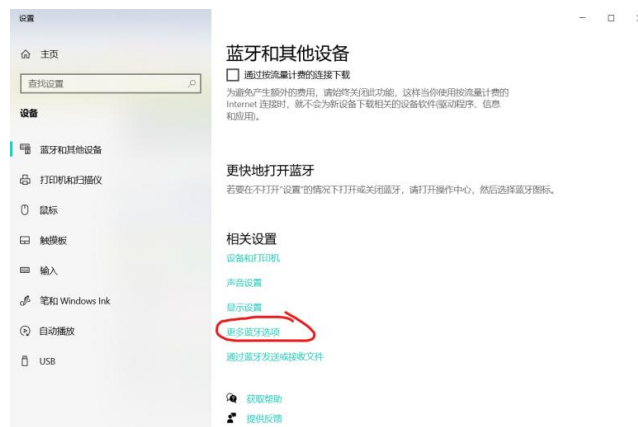 设置
主页
查找设置
设备
蓝牙和其他设备
打印机和扫描仪
鼠标
触摸板
输入
笔和 Windows Ink
自动播放
USB
蓝牙和其他设备
通过按流量计费的连接下载
为避免产生额外的费用，请始终关闭此功能，这样当你使用按流量计费的
Internet 连接时，就不会为新设备下载相关的设备软件(驱动程序、信息
和应用)。
更快地打开蓝牙
若要在不打开“设置”的情况下打开或关闭蓝牙，请打开操作中心，然后选择蓝牙图标。
相关设置
设备和打印机
声音设置
显示设置
更多蓝牙选项
通过蓝牙发送或接收文件
获取帮助
提供反馈